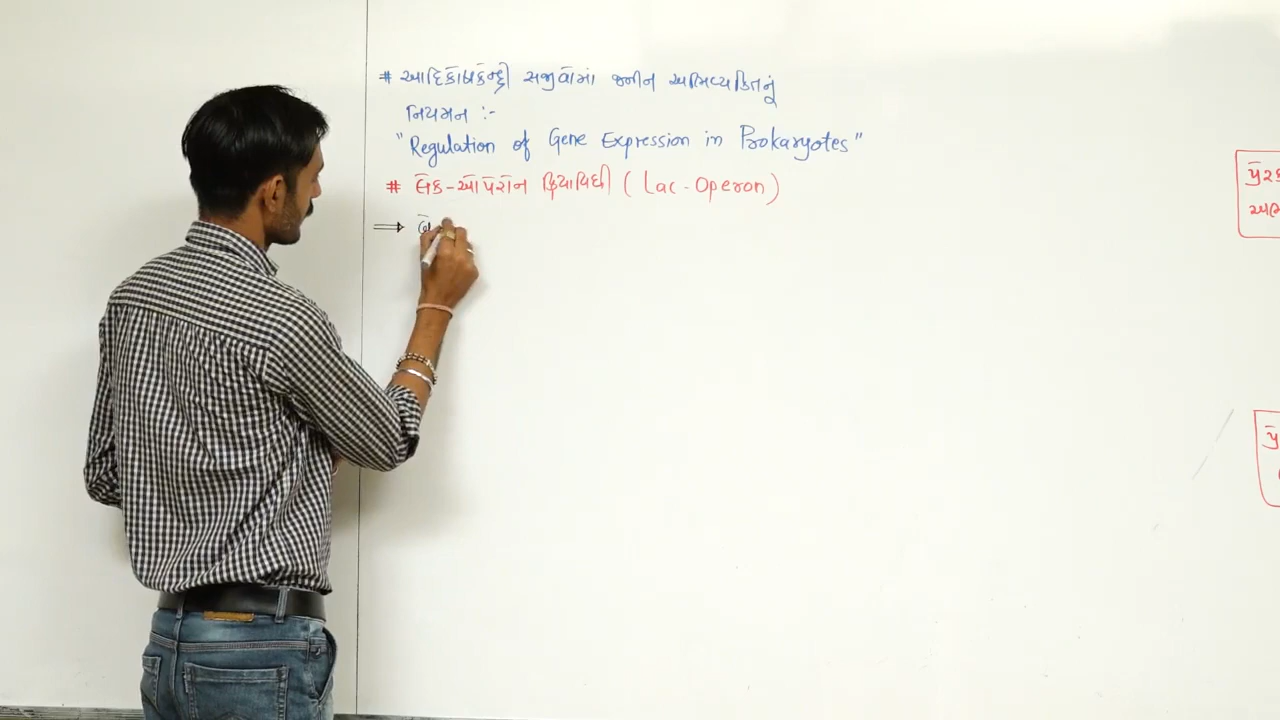 # આદિકોષકેન્દ્રી સજીવોમાં જનીન અભિવ્યક્તિનું
નિયમન :-
"Regulation of Gene Expression in Prokaryotes"
# લેક-ઓપેરોન ક્રિયાવિધી (Lac-Operon)